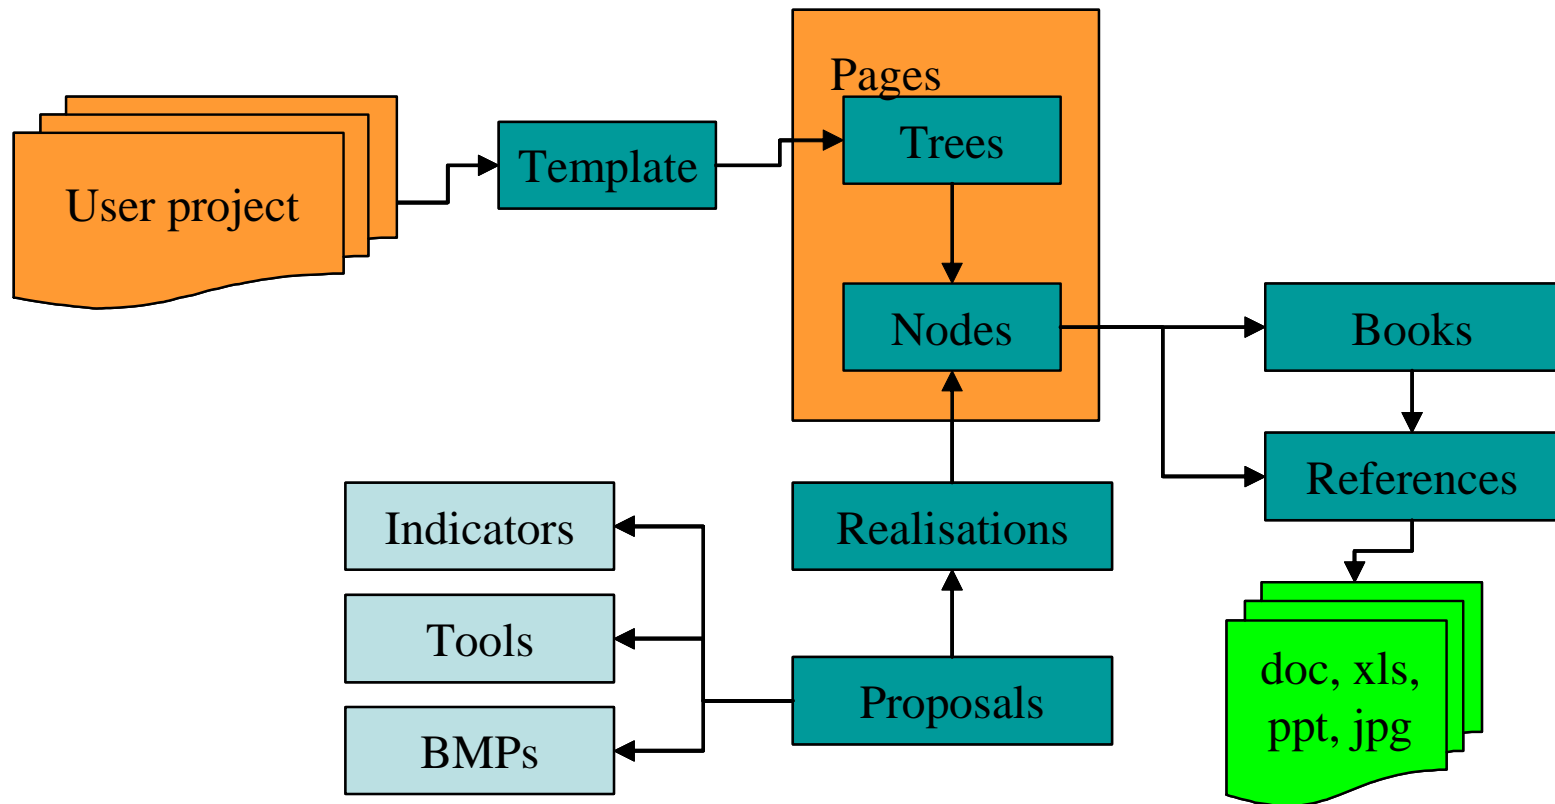 Pages
Trees
Template
User project
Nodes
Books
References
Indicators
Realisations
Tools
Proposals
BMPs
doc, xls,
ppt, jpg